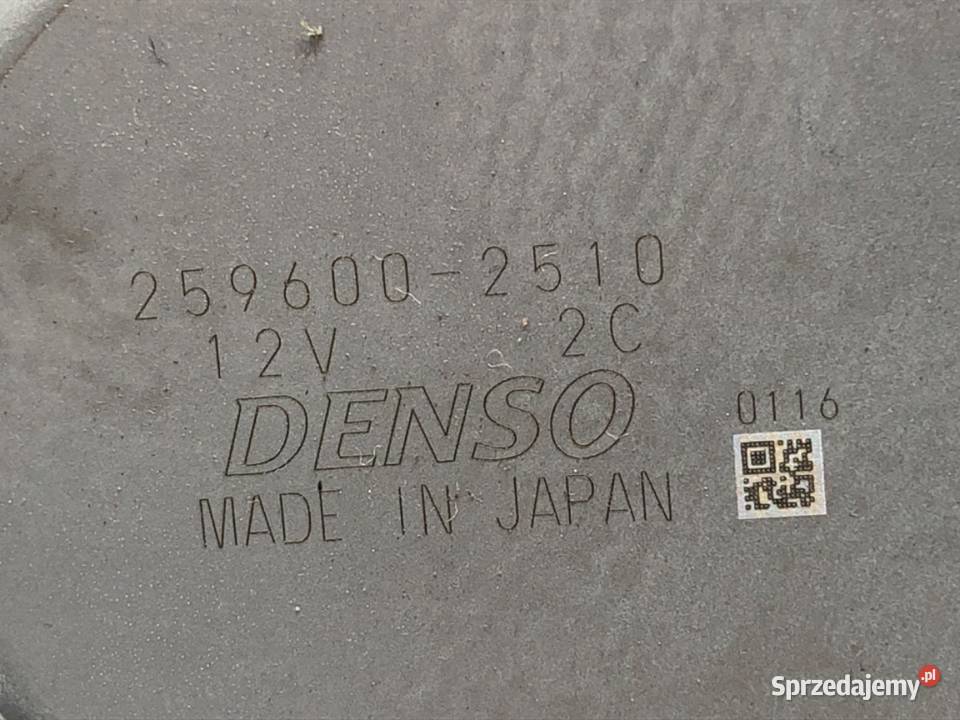 259600-2510
12V 2C
DENSO
0116
MADE IN JAPAN
Sprzedajemy.pl